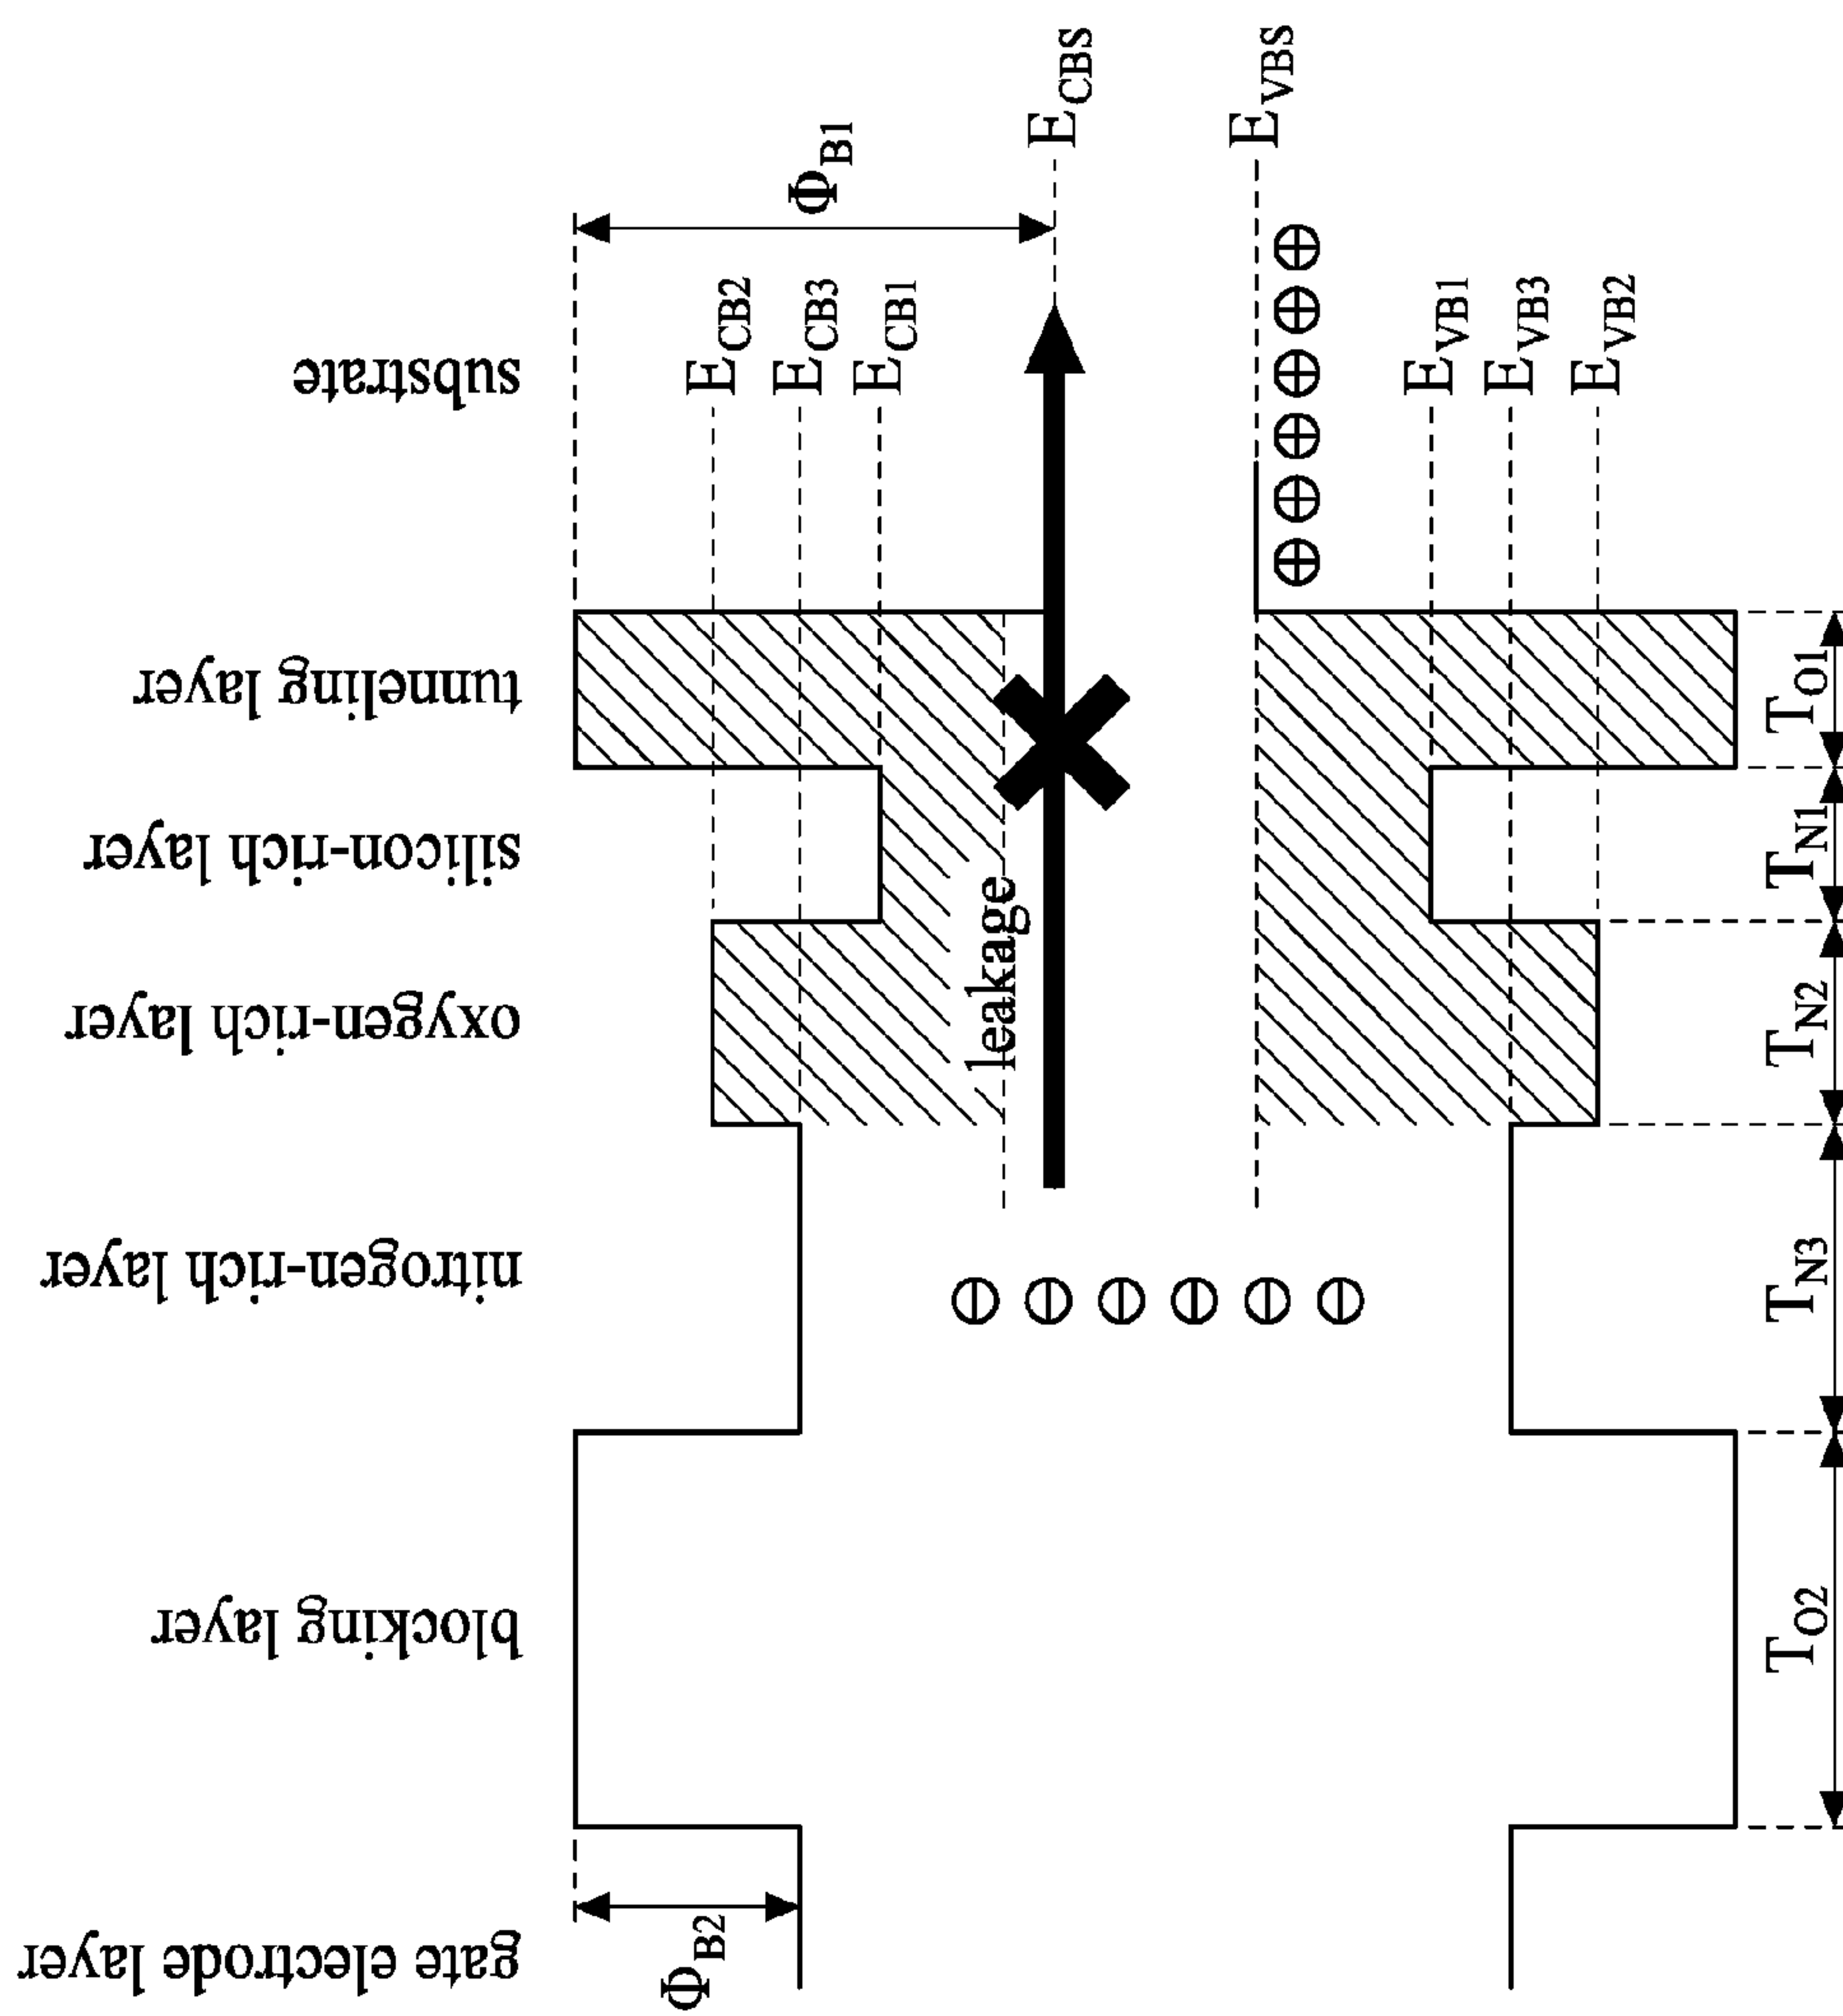 substrate
tunneling layer
silicon-rich layer
oxygen-rich layer
nitrogen-rich layer
blocking layer
gate electrode layer
Φ_B1
E_CBS
E_VBS
E_CB2
E_CB3
E_CB1
E_VB1
E_VB3
E_VB2
leakage
Φ_B2
T_O1
T_N1
T_N2
T_N3
T_O2